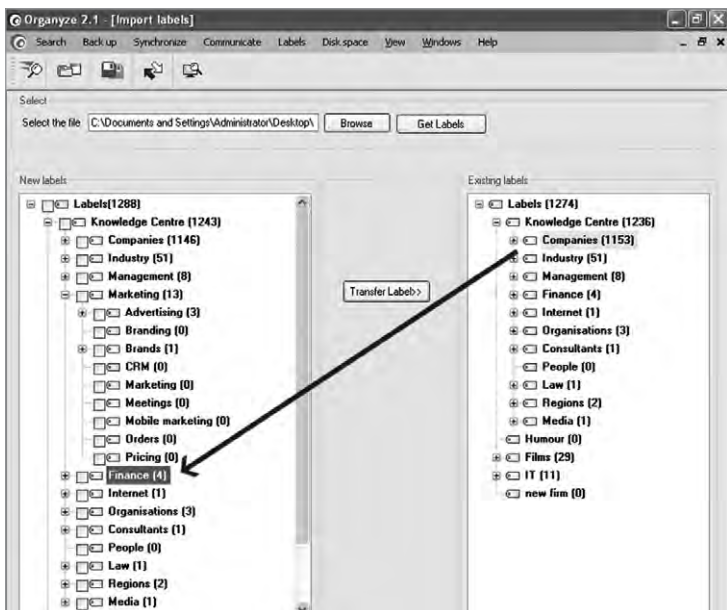 Organyze 2.1 - [Import labels]
Search Back up Synchronize Communicate Labels Disk space View Windows Help
Select
Select the file C:\Documents and Settings\Administrator\Desktop\ Browse Get Labels
New labels
Labels(1288)
Knowledge Centre (1243)
Companies (1146)
Industry (51)
Management (8)
Marketing (13)
Advertising (3)
Branding (0)
Brands (1)
CRM (0)
Marketing (0)
Meetings (0)
Mobile marketing (0)
Orders (0)
Pricing (0)
Finance (4)
Internet (1)
Organisations (3)
Consultants (1)
People (0)
Law (1)
Regions (2)
Media (1)
Transfer Label>>
Existing labels
Labels (1274)
Knowledge Centre (1236)
Companies (1153)
Industry (51)
Management (8)
Finance (4)
Internet (1)
Organisations (3)
Consultants (1)
People (0)
Law (1)
Regions (2)
Media (1)
Humour (0)
Films (29)
IT (11)
new firm (0)